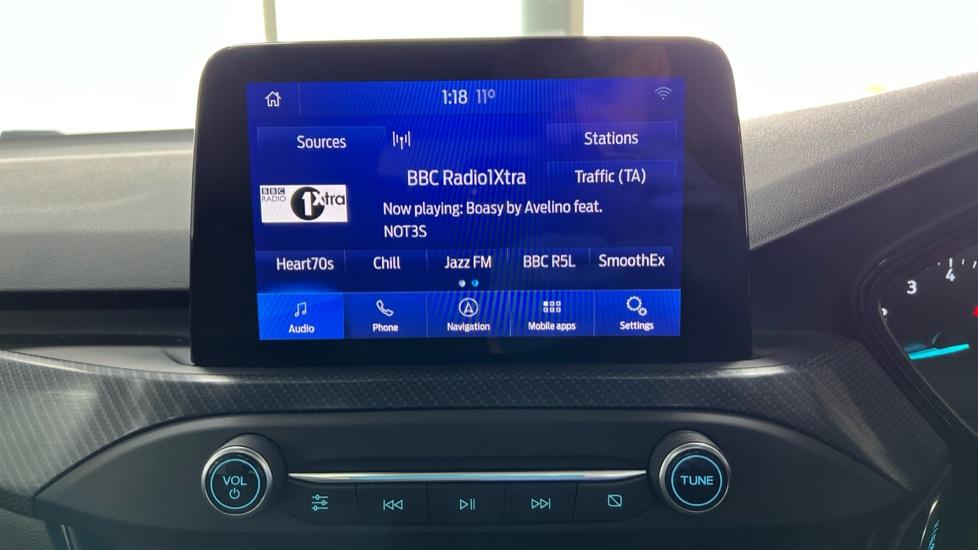 1:18 11°
Sources
Stations
BBC Radio1Xtra
Traffic (TA)
BBC
RADIO
1Xtra
Now playing: Boasy by Avelino feat.
NOT3S
Heart70s Chill Jazz FM BBC R5L SmoothEx
Audio Phone Navigation Mobile apps Settings
3 4
VOL
TUNE